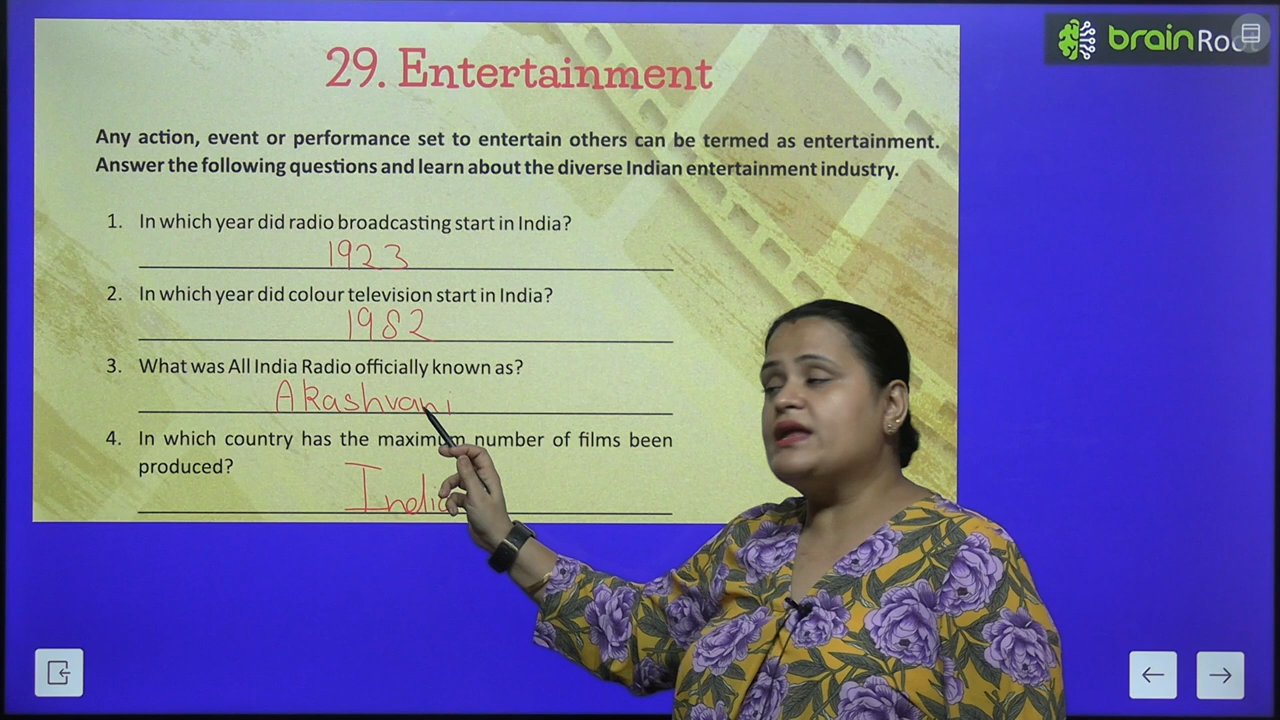 brainRoot
29. Entertainment
Any action, event or performance set to entertain others can be termed as entertainment.
Answer the following questions and learn about the diverse Indian entertainment industry.
1. In which year did radio broadcasting start in India?
1923
2. In which year did colour television start in India?
1982
3. What was All India Radio officially known as?
Akashvani
4. In which country has the maximum number of films been
produced?
India